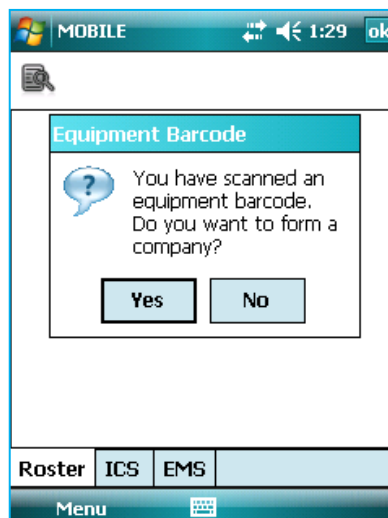 MOBILE 1:29 ok
Equipment Barcode
? You have scanned an
equipment barcode.
Do you want to form a
company?
Yes No
Roster ICS EMS
Menu